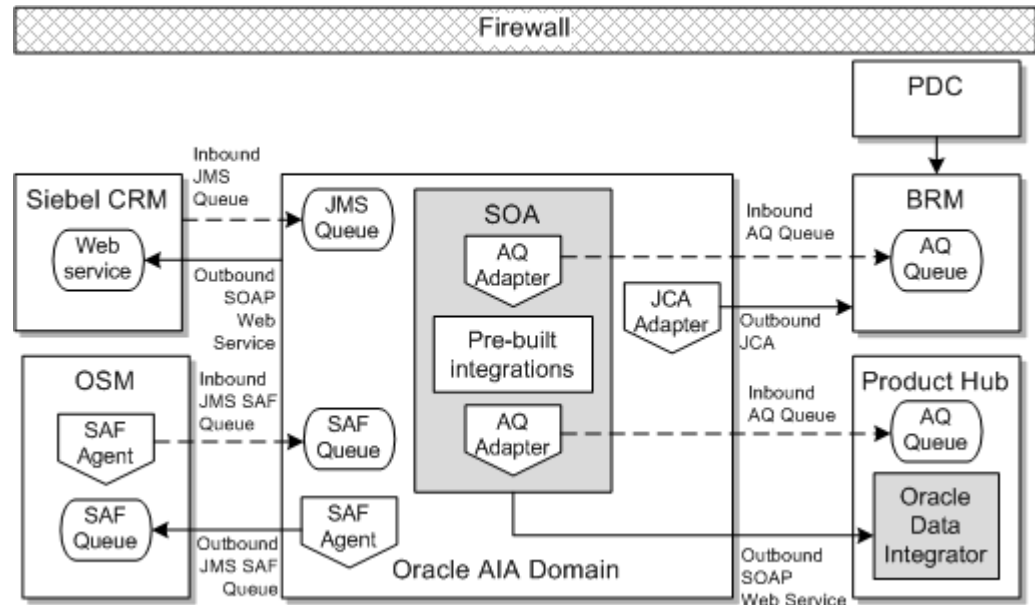 Firewall
PDC
Siebel CRM
Web
service
Inbound
JMS
Queue
Outbound
SOAP
Web
Service
JMS
Queue
SOA
AQ
Adapter
Pre-built
integrations
AQ
Adapter
JCA
Adapter
Inbound
AQ Queue
Outbound
JCA
BRM
AQ
Queue
OSM
SAF
Agent
SAF
Queue
Inbound
JMS SAF
Queue
Outbound
JMS SAF
Queue
SAF
Queue
SAF
Agent
Oracle AIA Domain
Inbound
AQ Queue
Outbound
SOAP
Web Service
Product Hub
AQ
Queue
Oracle
Data
Integrator